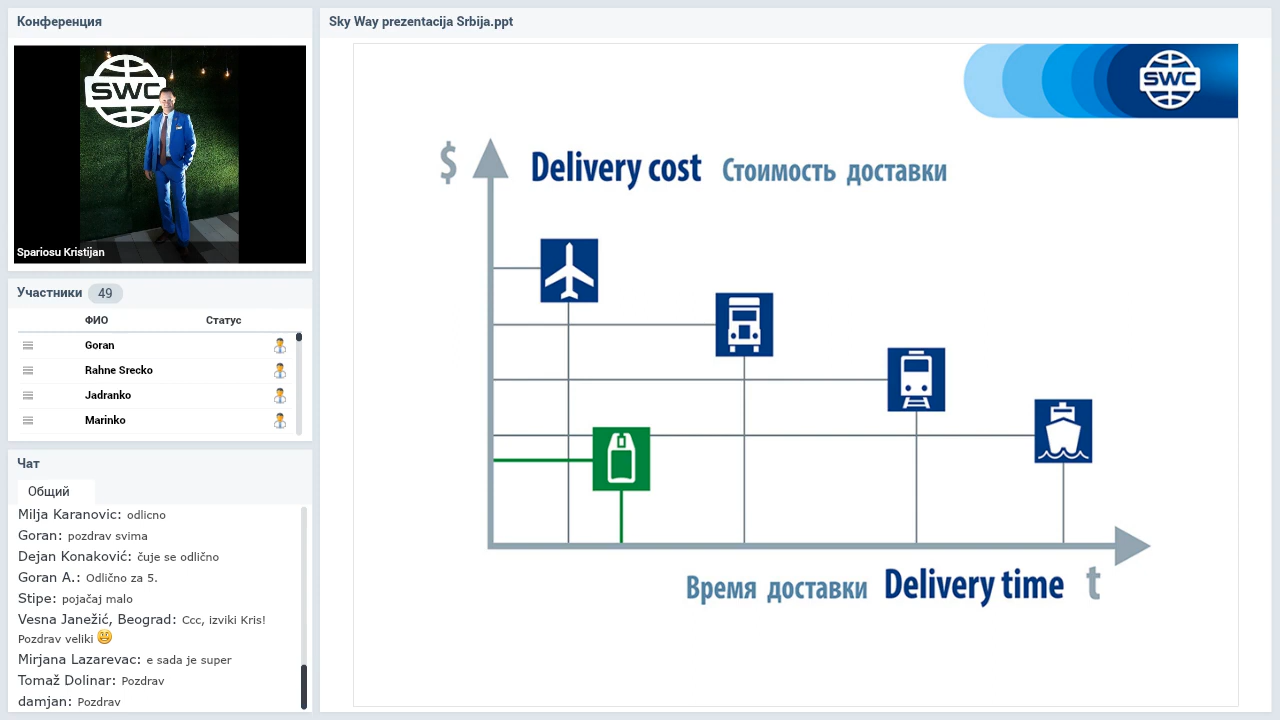 Конференция
SWC
Spariosu Kristijan
Участники 49
ФИО Статус
Goran
Rahne Srecko
Jadranko
Marinko
Чат
Общий
Milja Karanovic: odlicno
Goran: pozdrav svima
Dejan Konaković: čuje se odlično
Goran A.: Odlično za 5.
Stipe: pojačaj malo
Vesna Janežić, Beograd: Ccc, izviki Kris!
Pozdrav veliki
Mirjana Lazarevac: e sada je super
Tomaž Dolinar: Pozdrav
damjan: Pozdrav
Sky Way prezentacija Srbija.ppt
SWC
$ Delivery cost Стоимость доставки
Время доставки Delivery time t